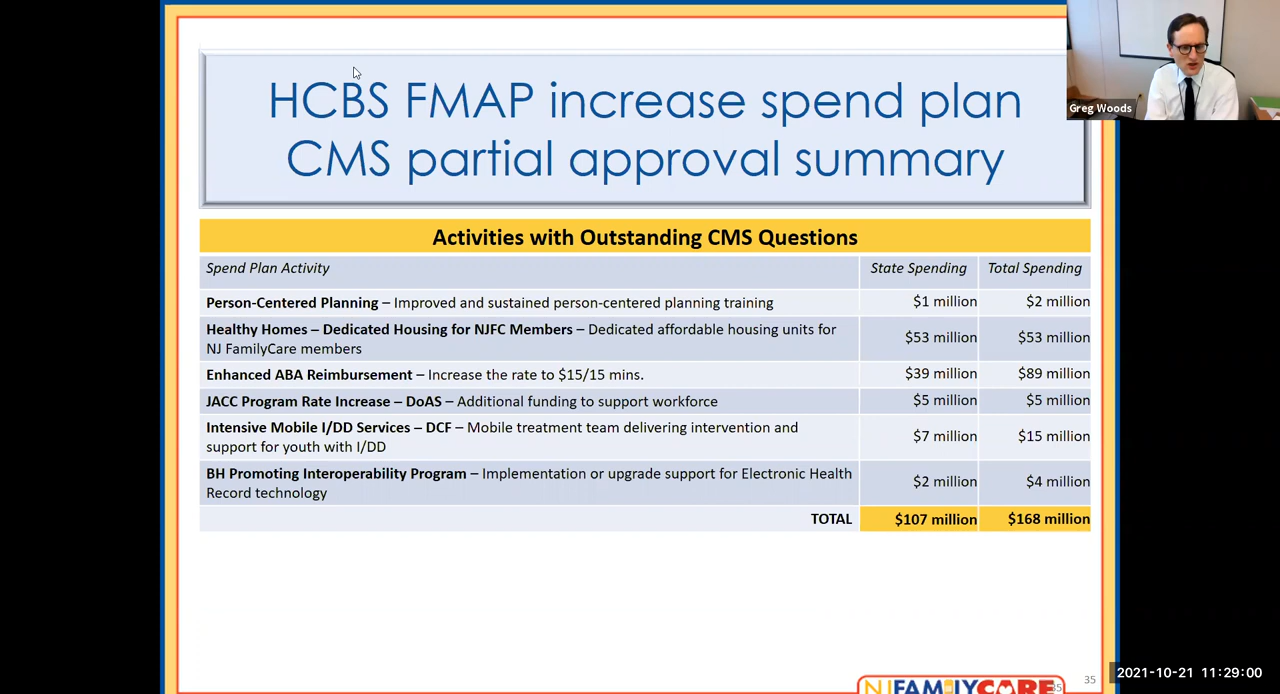 HCBS FMAP increase spend plan
CMS partial approval summary
Greg Woods
Activities with Outstanding CMS Questions
Spend Plan Activity State Spending Total Spending
Person-Centered Planning – Improved and sustained person-centered planning training $1 million $2 million
Healthy Homes – Dedicated Housing for NJFC Members – Dedicated affordable housing units for
NJ FamilyCare members $53 million $53 million
Enhanced ABA Reimbursement – Increase the rate to $15/15 mins. $39 million $89 million
JACC Program Rate Increase – DoAS – Additional funding to support workforce $5 million $5 million
Intensive Mobile I/DD Services – DCF – Mobile treatment team delivering intervention and
support for youth with I/DD $7 million $15 million
BH Promoting Interoperability Program – Implementation or upgrade support for Electronic Health
Record technology $2 million $4 million
TOTAL $107 million $168 million
2021-10-21 11:29:00
35
NJFAMILYCARE
35